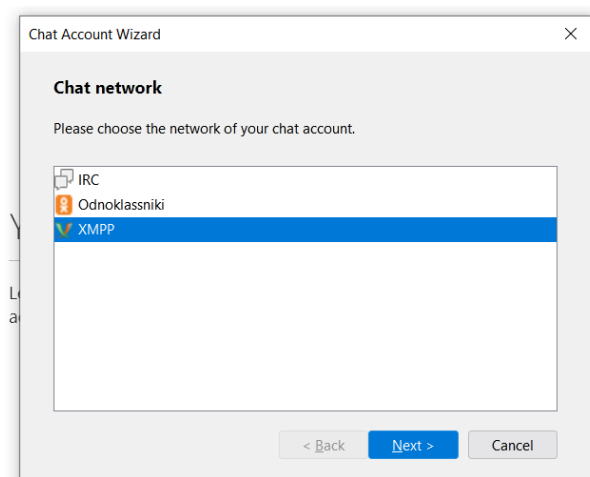 Chat Account Wizard
Chat network
Please choose the network of your chat account.
IRC
Odnoklassniki
XMPP
< Back
Next >
Cancel